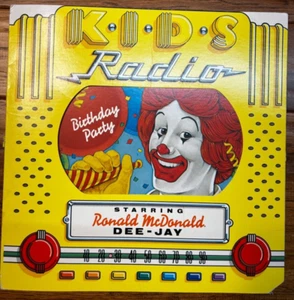 K·I·D·S
Radio
Birthday
Party
STARRING
Ronald McDonald
DEE-JAY